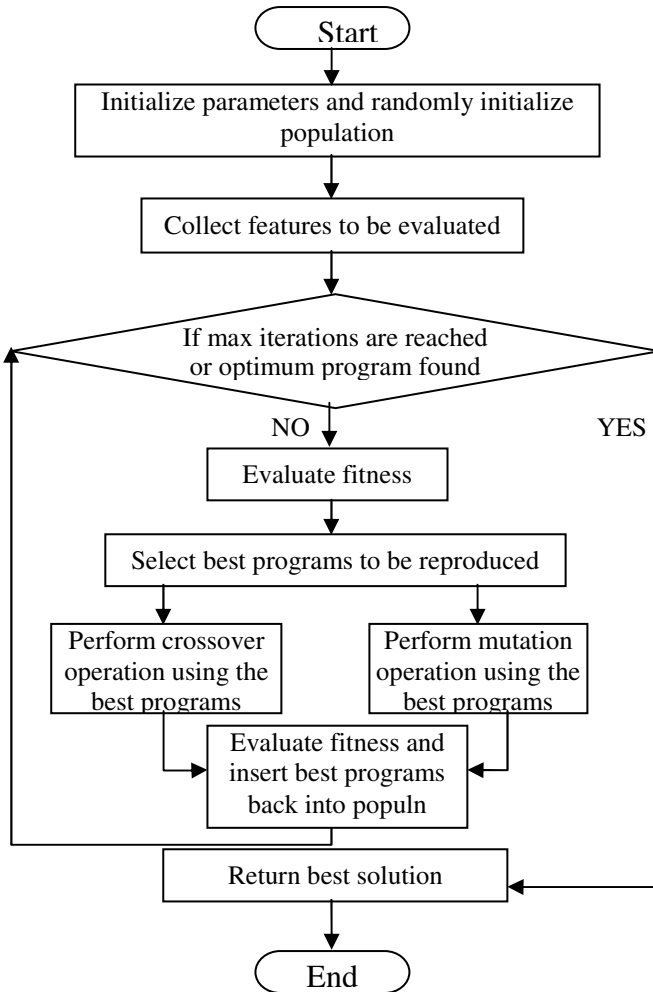 Start
Initialize parameters and randomly initialize
population
Collect features to be evaluated
If max iterations are reached
or optimum program found
NO
YES
Evaluate fitness
Select best programs to be reproduced
Perform crossover
operation using the
best programs
Perform mutation
operation using the
best programs
Evaluate fitness and
insert best programs
back into populn
Return best solution
End